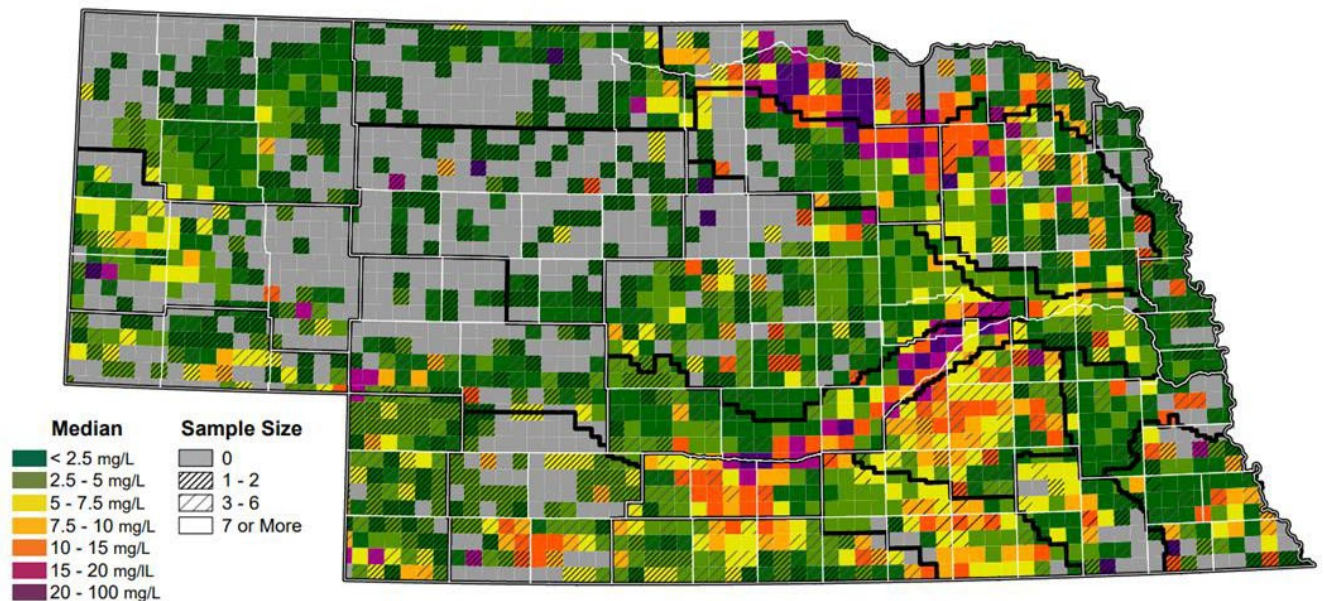 Median
< 2.5 mg/L
2.5 - 5 mg/L
5 - 7.5 mg/L
7.5 - 10 mg/L
10 - 15 mg/L
15 - 20 mg/lL
20 - 100 mg/L
Sample Size
0
1 - 2
3 - 6
7 or More